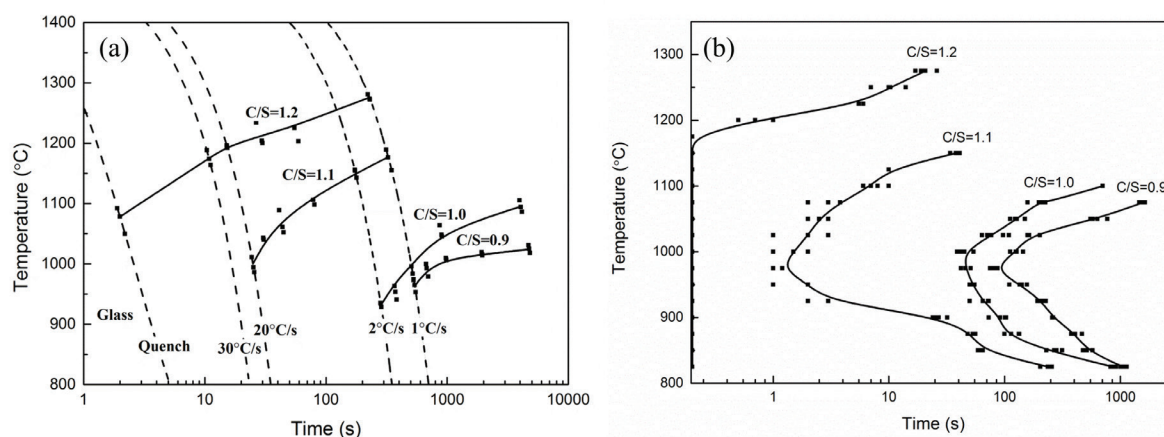 (a)
Temperature (°C)
1400
1300
1200
1100
1000
900
800
C/S=1.2
C/S=1.1
C/S=1.0
C/S=0.9
Glass
Quench
30°C/s
20°C/s
2°C/s
1°C/s
1
10
100
1000
10000
Time (s)
(b)
Temperature (°C)
1300
1200
1100
1000
900
800
C/S=1.2
C/S=1.1
C/S=1.0
C/S=0.9
1
10
100
1000
Time (s)